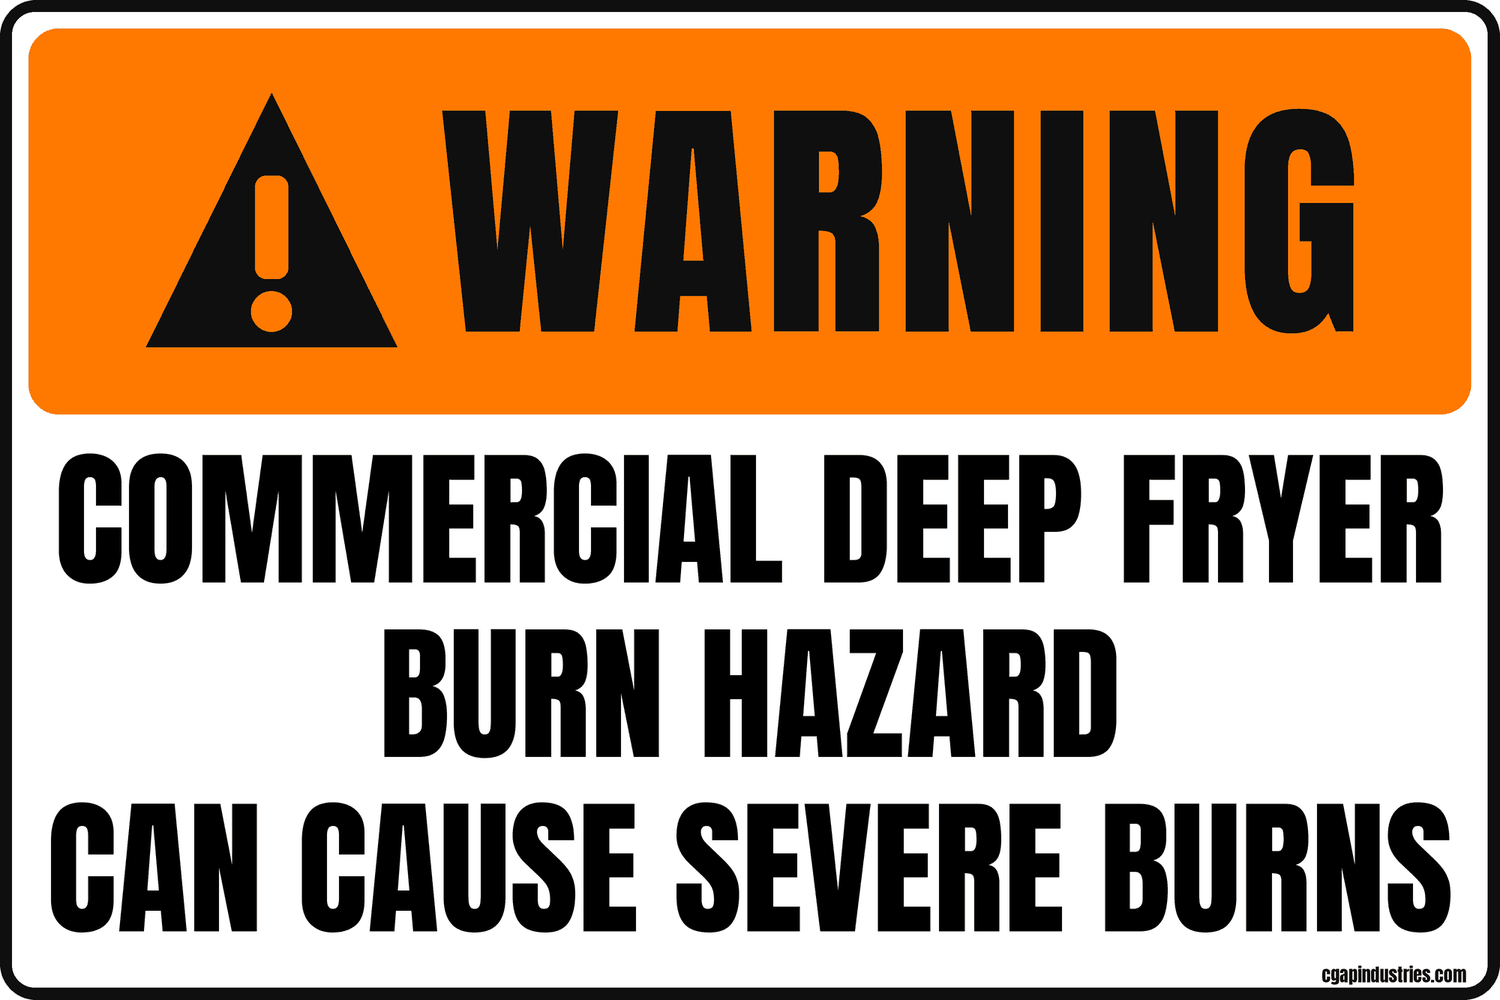 WARNING
COMMERCIAL DEEP FRYER
BURN HAZARD
CAN CAUSE SEVERE BURNS
cgapindustries.com